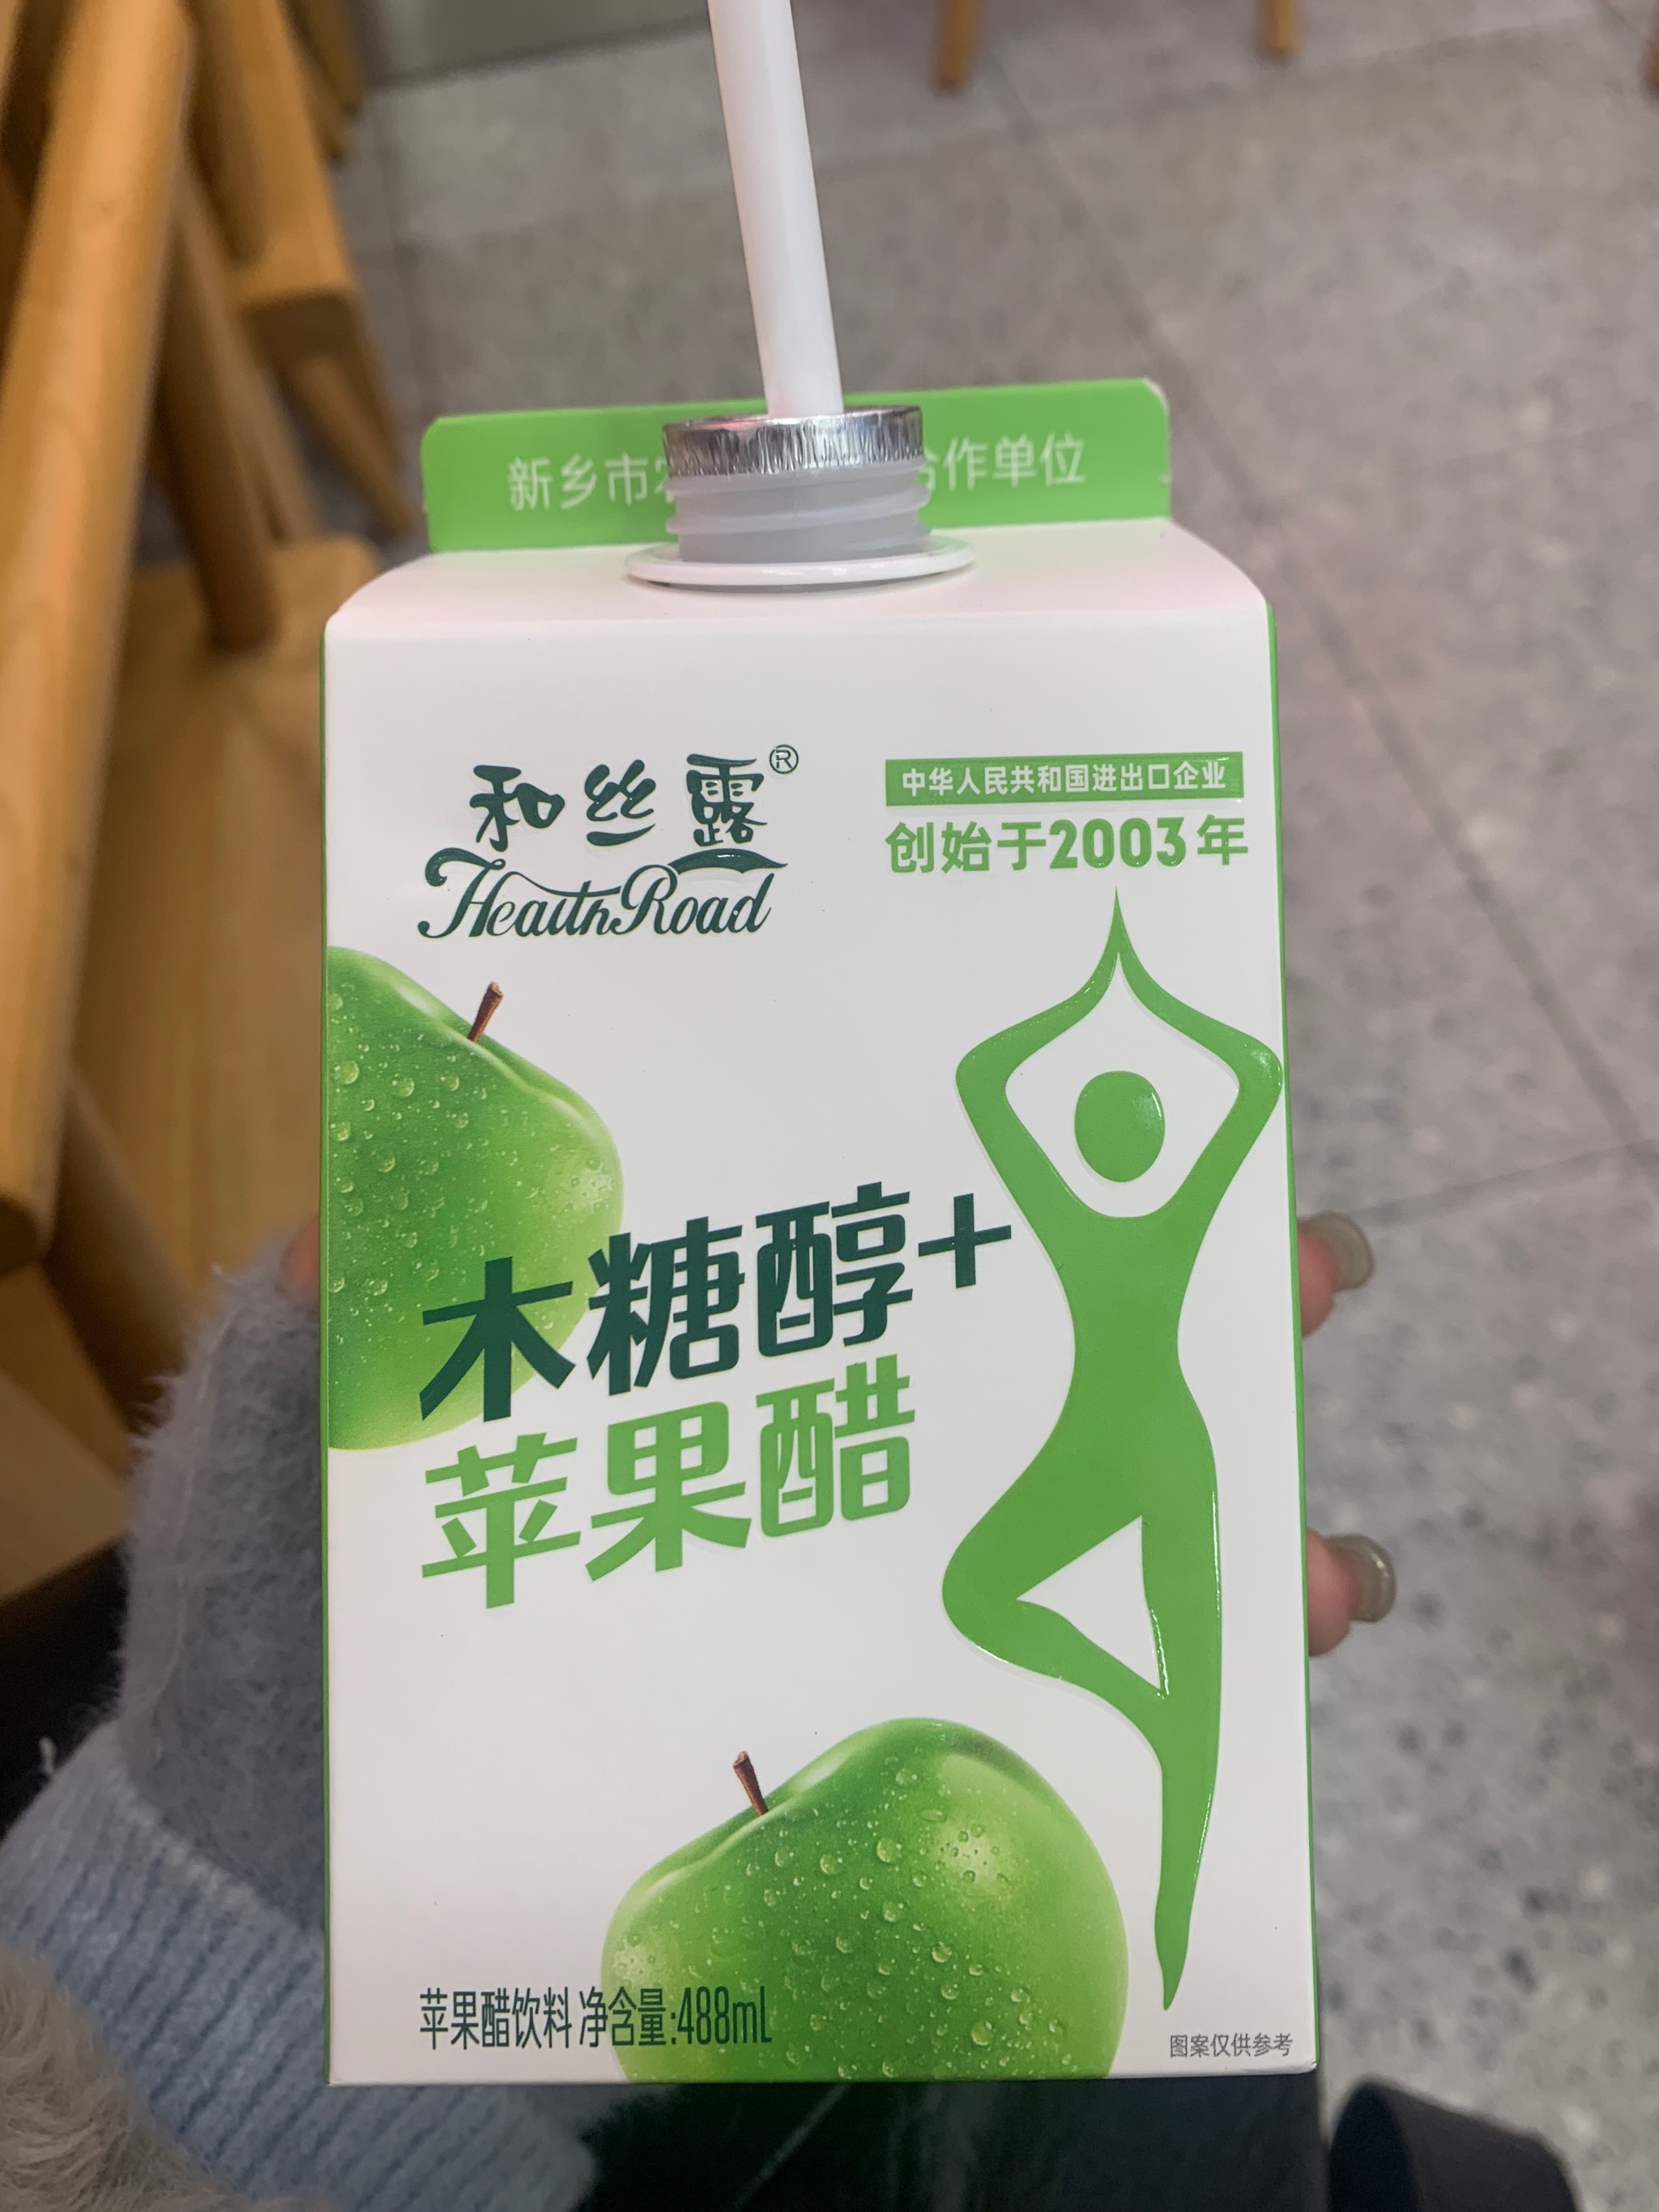 新乡市 合作单位
和丝露®
HealthRoad
中华人民共和国进出口企业
创始于2003年
木糖醇+
苹果醋
苹果醋饮料 净含量:488mL
图案仅供参考